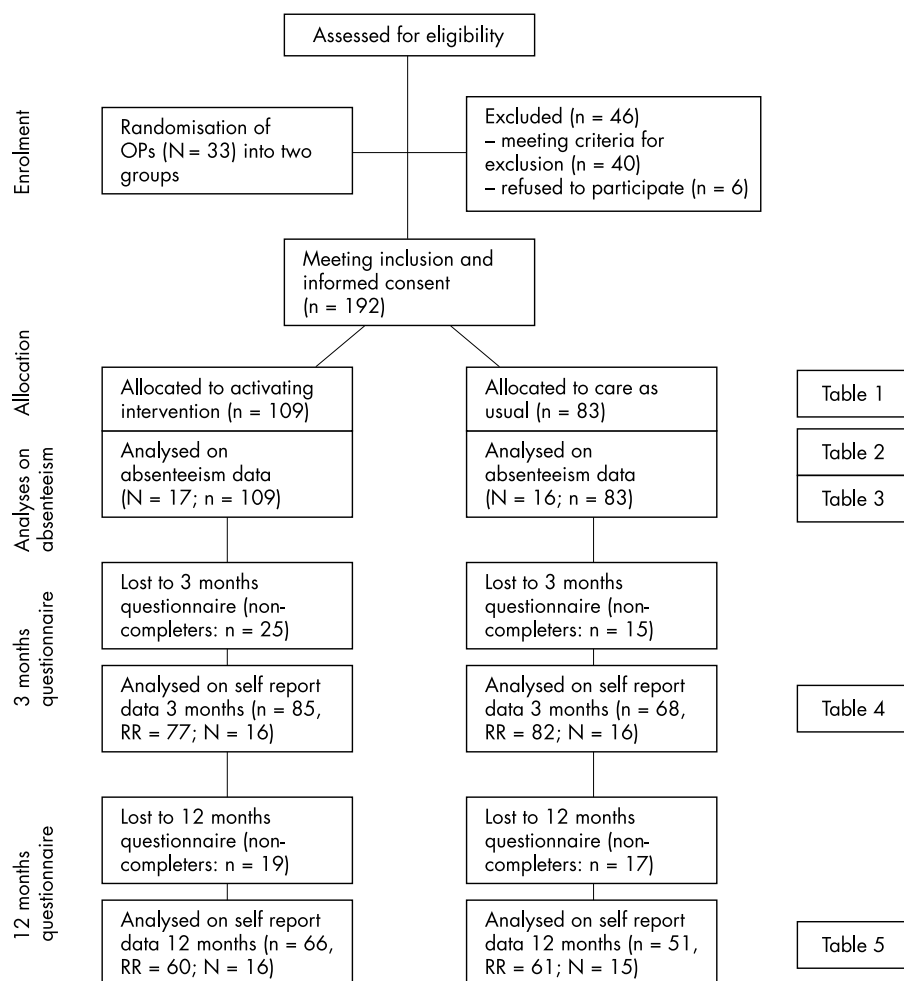 Assessed for eligibility
Enrolment
Randomisation of
OPs (N = 33) into two
groups
Excluded (n = 46)
– meeting criteria for
exclusion (n = 40)
– refused to participate (n = 6)
Meeting inclusion and
informed consent
(n = 192)
Allocation
Allocated to activating
intervention (n = 109)
Allocated to care as
usual (n = 83)
Table 1
Analyses on
absenteeism
Analysed on
absenteeism data
(N = 17; n = 109)
Analysed on
absenteeism data
(N = 16; n = 83)
Table 2
Table 3
3 months
questionnaire
Lost to 3 months
questionnaire (non-
completers: n = 25)
Lost to 3 months
questionnaire (non-
completers: n = 15)
Analysed on self report
data 3 months (n = 85,
RR = 77; N = 16)
Analysed on self report
data 3 months (n = 68,
RR = 82; N = 16)
Table 4
12 months
questionnaire
Lost to 12 months
questionnaire (non-
completers: n = 19)
Lost to 12 months
questionnaire (non-
completers: n = 17)
Analysed on self report
data 12 months (n = 66,
RR = 60; N = 16)
Analysed on self report
data 12 months (n = 51,
RR = 61; N = 15)
Table 5